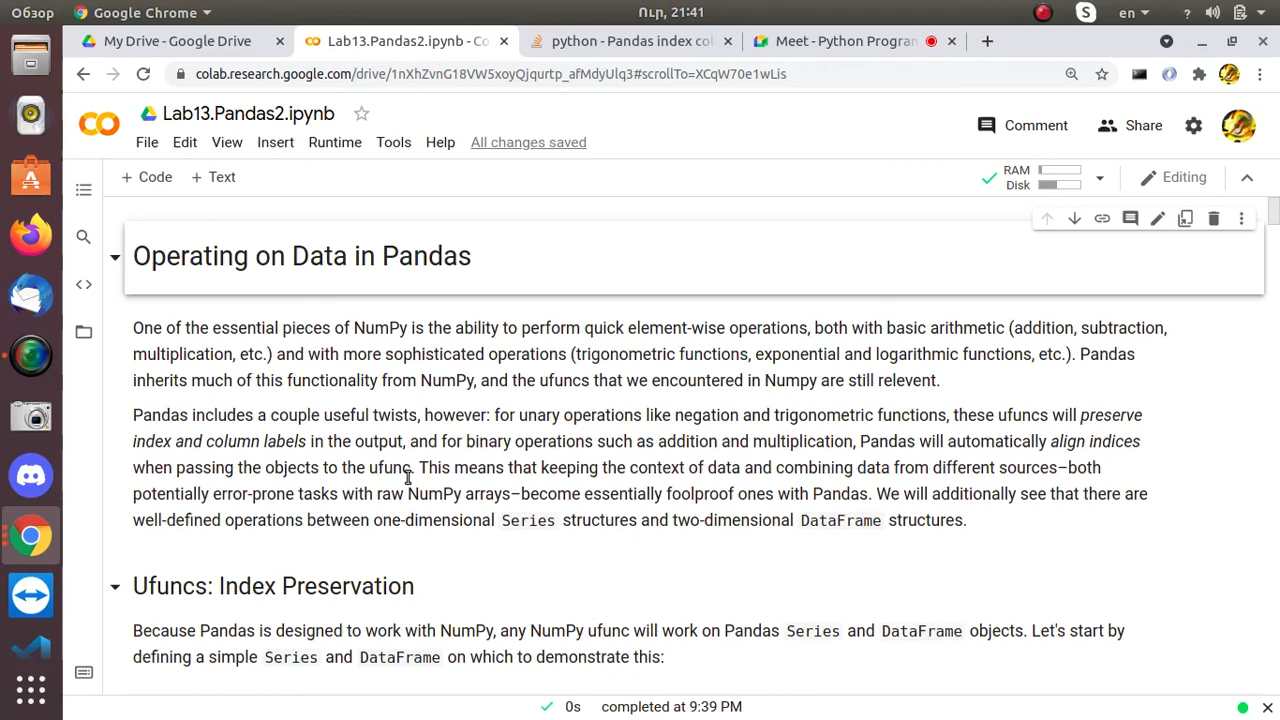 Обзор
Google Chrome
Ուր, 21:41
en
My Drive - Google Drive
Lab13.Pandas2.ipynb - Co
python - Pandas index col
Meet - Python Progran
colab.research.google.com/drive/1nXhZvnG18VW5xoyQjqurtp_afMdyUlq3#scrollTo=XCqW70e1wLis
Lab13.Pandas2.ipynb
Comment
Share
File Edit View Insert Runtime Tools Help All changes saved
+ Code + Text
RAM
Disk
Editing
Operating on Data in Pandas
One of the essential pieces of NumPy is the ability to perform quick element-wise operations, both with basic arithmetic (addition, subtraction,
multiplication, etc.) and with more sophisticated operations (trigonometric functions, exponential and logarithmic functions, etc.). Pandas
inherits much of this functionality from NumPy, and the ufuncs that we encountered in Numpy are still relevent.
Pandas includes a couple useful twists, however: for unary operations like negation and trigonometric functions, these ufuncs will preserve
index and column labels in the output, and for binary operations such as addition and multiplication, Pandas will automatically align indices
when passing the objects to the ufunc. This means that keeping the context of data and combining data from different sources–both
potentially error-prone tasks with raw NumPy arrays–become essentially foolproof ones with Pandas. We will additionally see that there are
well-defined operations between one-dimensional Series structures and two-dimensional DataFrame structures.
Ufuncs: Index Preservation
Because Pandas is designed to work with NumPy, any NumPy ufunc will work on Pandas Series and DataFrame objects. Let's start by
defining a simple Series and DataFrame on which to demonstrate this:
0s completed at 9:39 PM